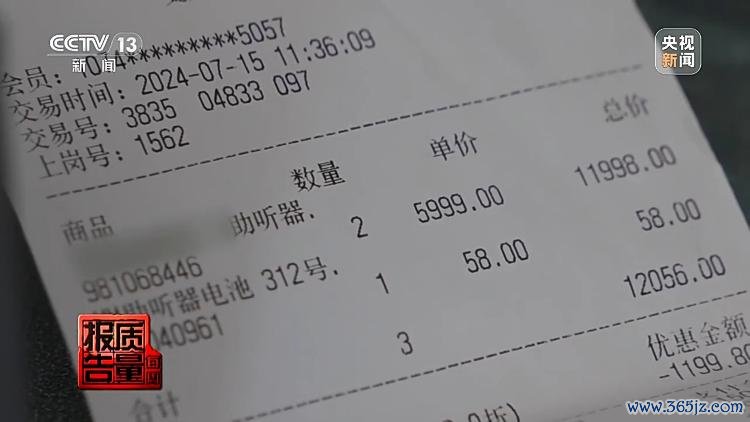 CCTV 13
新闻
央视
新闻
会员: 7014*********5057
交易时间: 2024-07-15 11:36:09
交易号: 3835 04833 097
上岗号: 1562
商品 数量 单价 总价
助听器. 2 5999.00 11998.00
981068446
助听器电池 312号. 1 58.00 58.00
040961
合计 3 12056.00
优惠金额
-1199.80
质量
报告
www.365jz.com